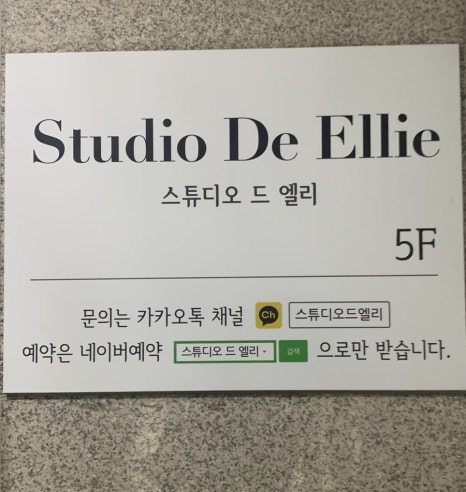 Studio De Ellie
스튜디오 드 엘리
5F
문의는 카카오톡 채널 Ch 스튜디오드엘리
예약은 네이버예약 스튜디오 드 엘리 검색 으로만 받습니다.